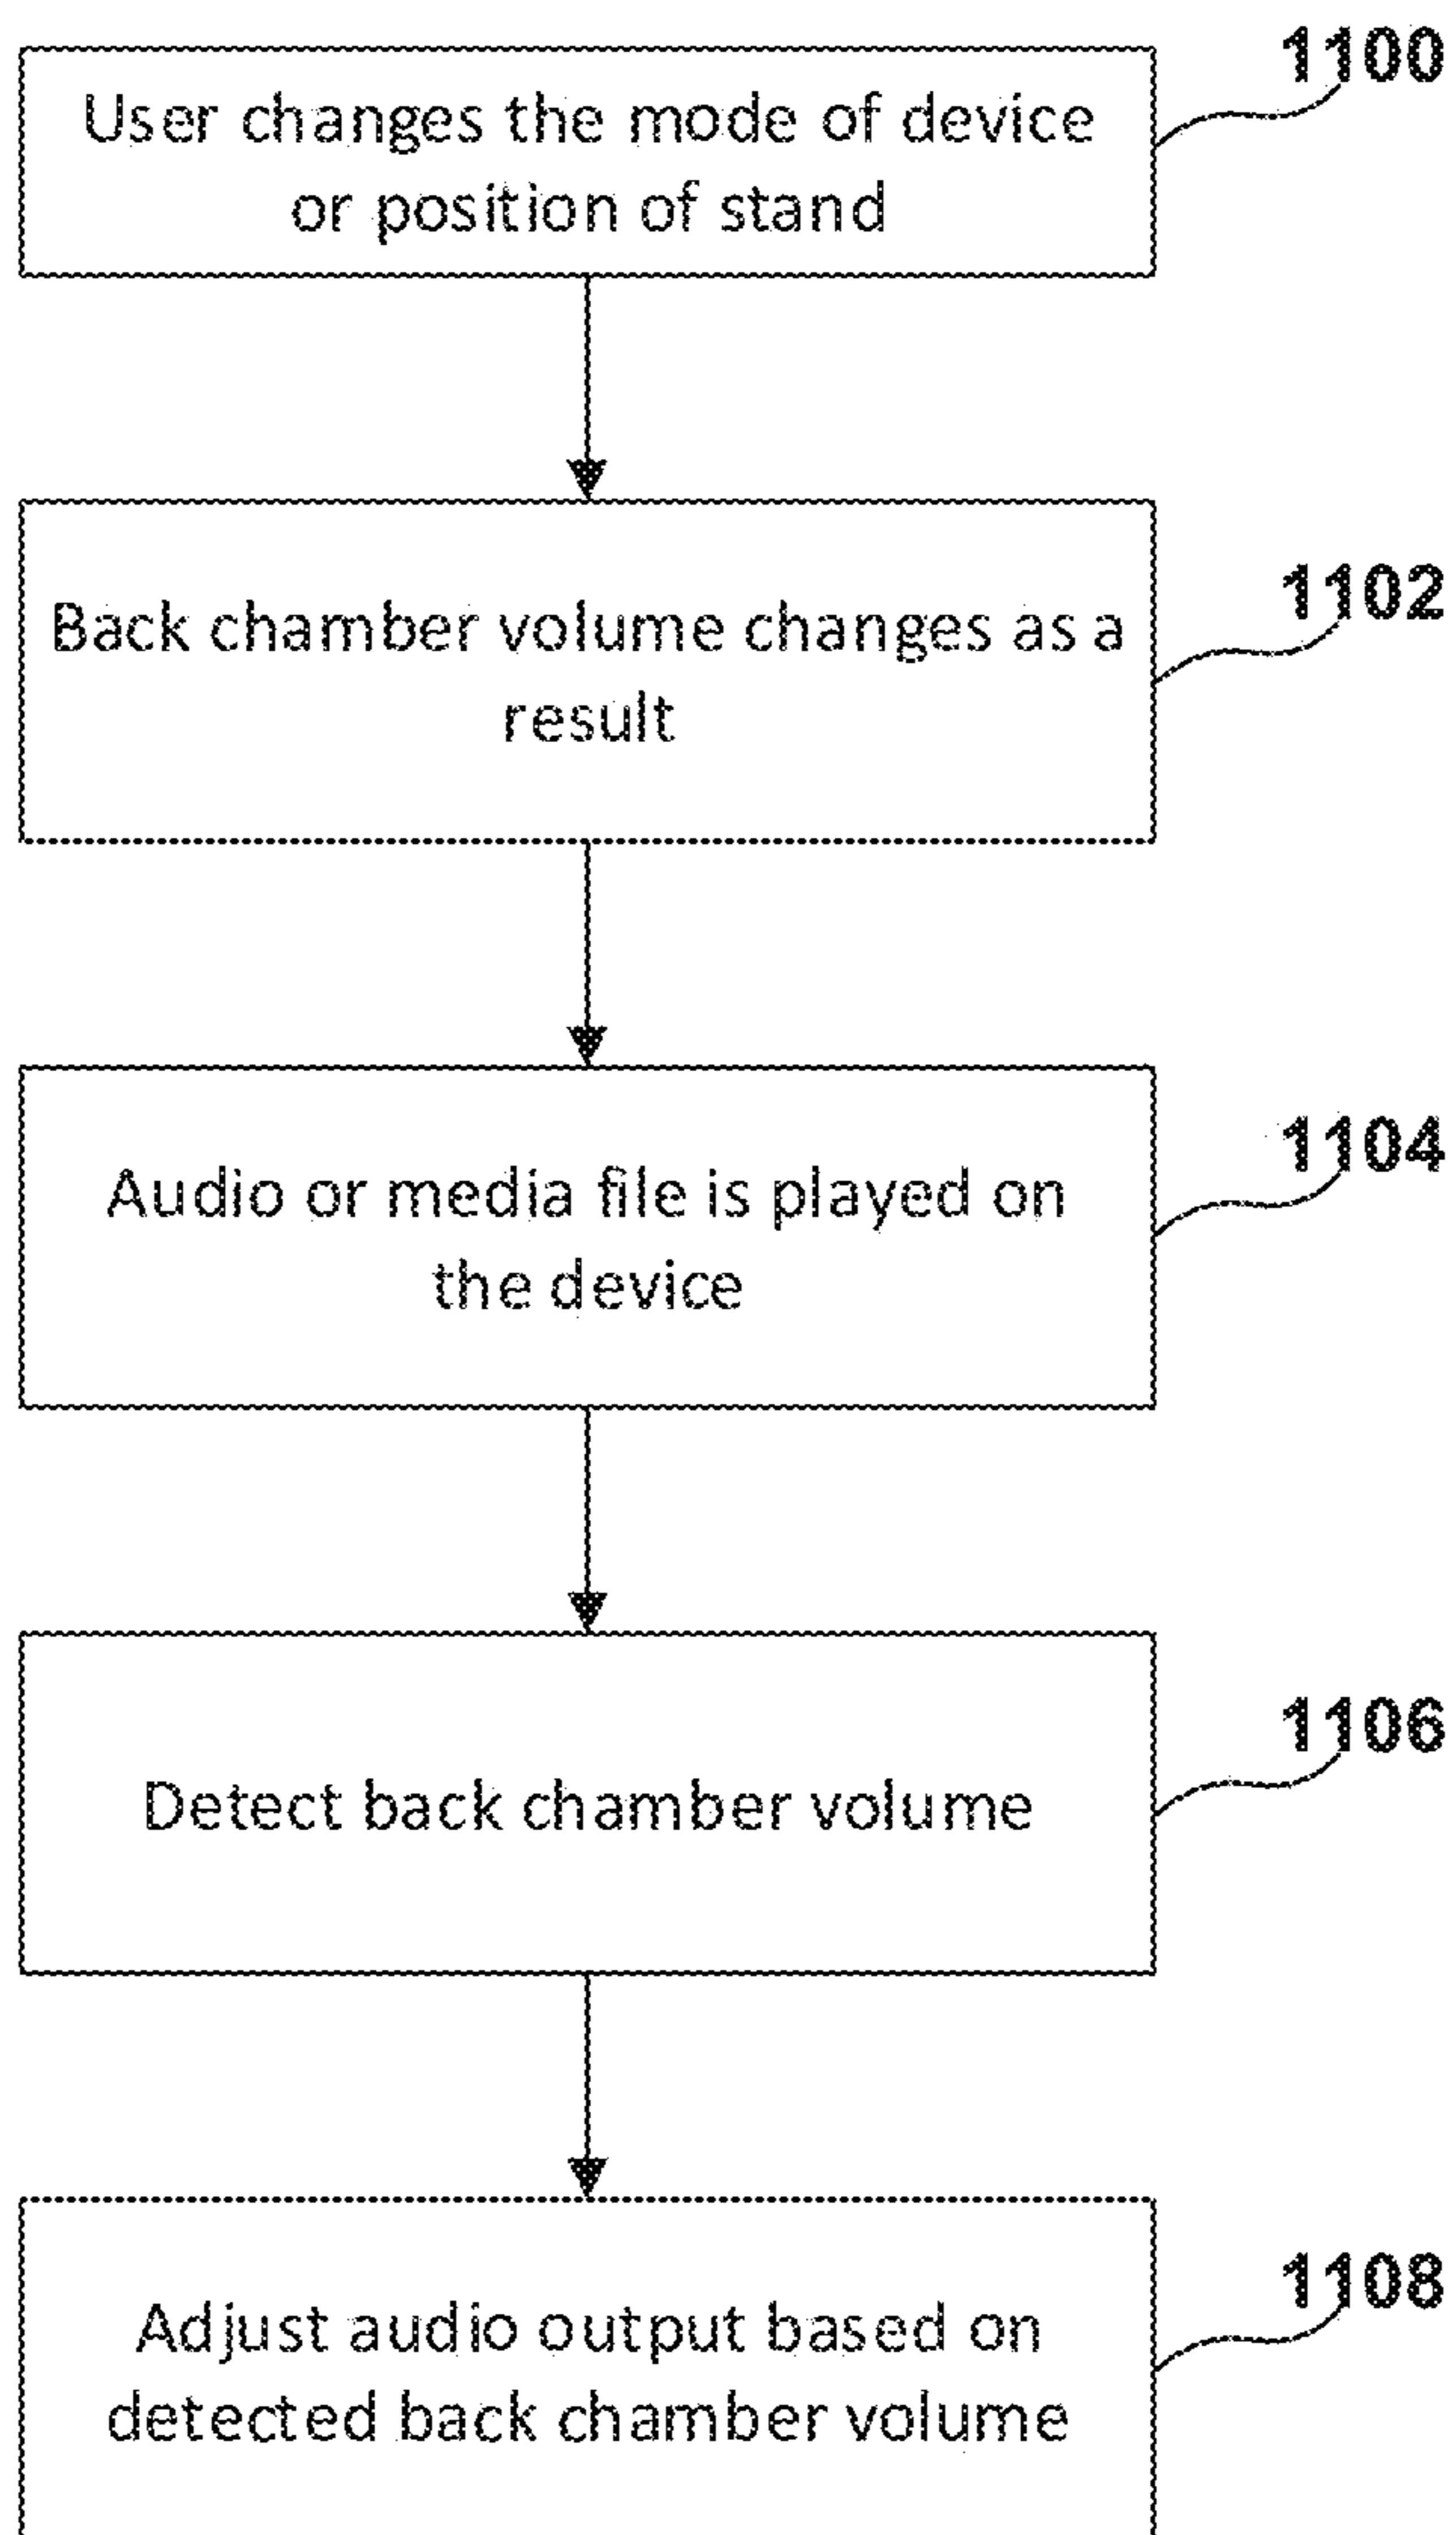 1100
User changes the mode of device
or position of stand
1102
Back chamber volume changes as a
result
1104
Audio or media file is played on
the device
1106
Detect back chamber volume
1108
Adjust audio output based on
detected back chamber volume